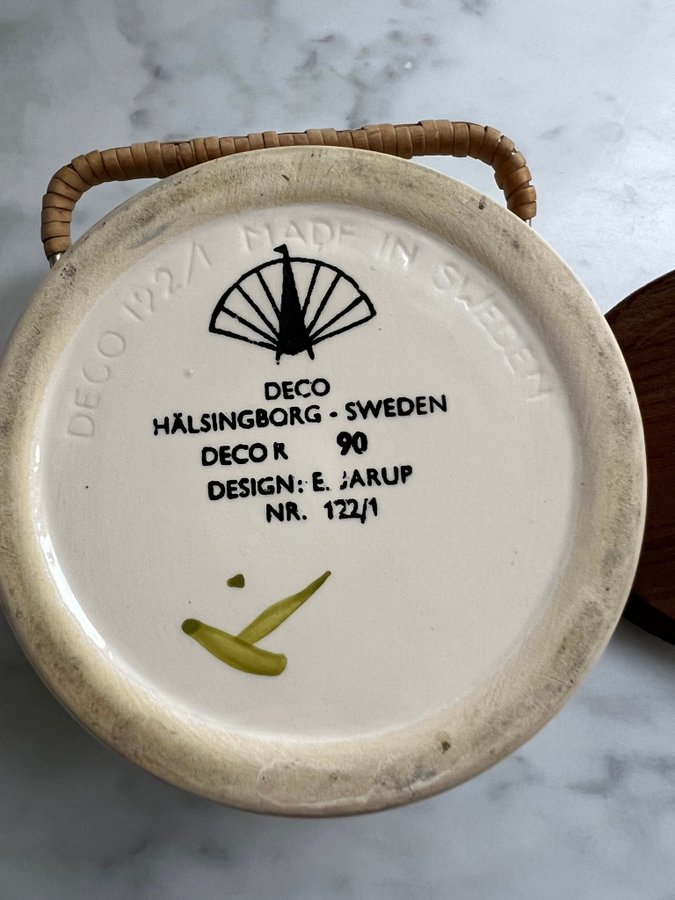 DECO 122/1 MADE IN SWEDEN
DECO
HÄLSINGBORG - SWEDEN
DECOR 90
DESIGN: E. JARUP
NR. 122/1